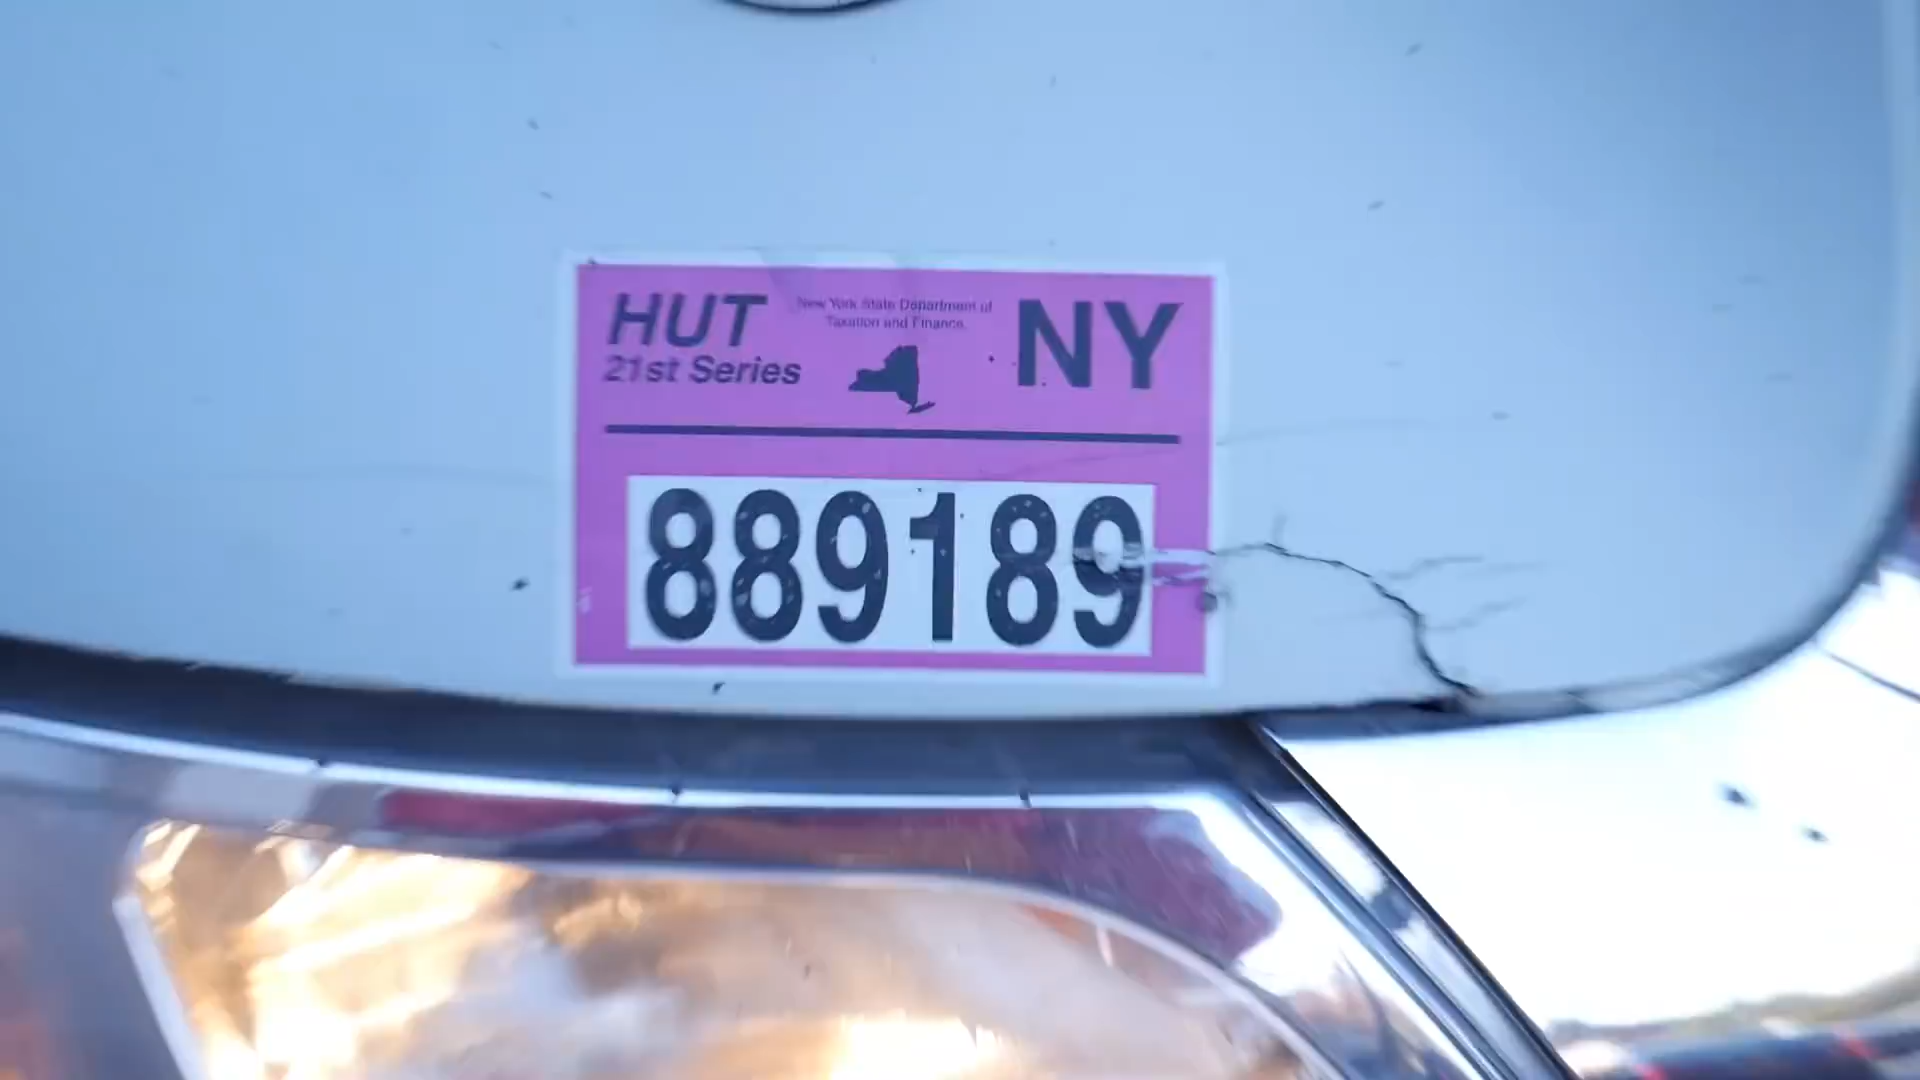 HUT
21st Series
New York State Department of
Taxation and Finance
NY
889189